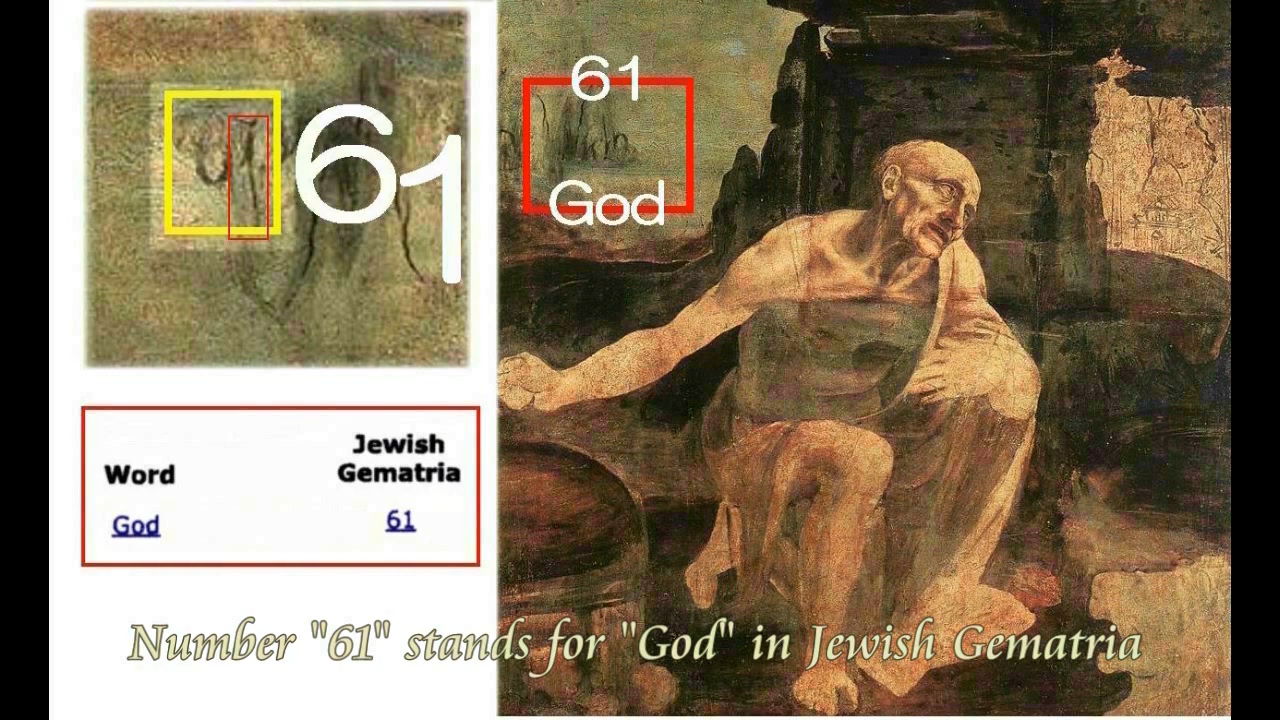 61
61
God
Word Jewish Gematria
God 61
Number "61" stands for "God" in Jewish Gematria